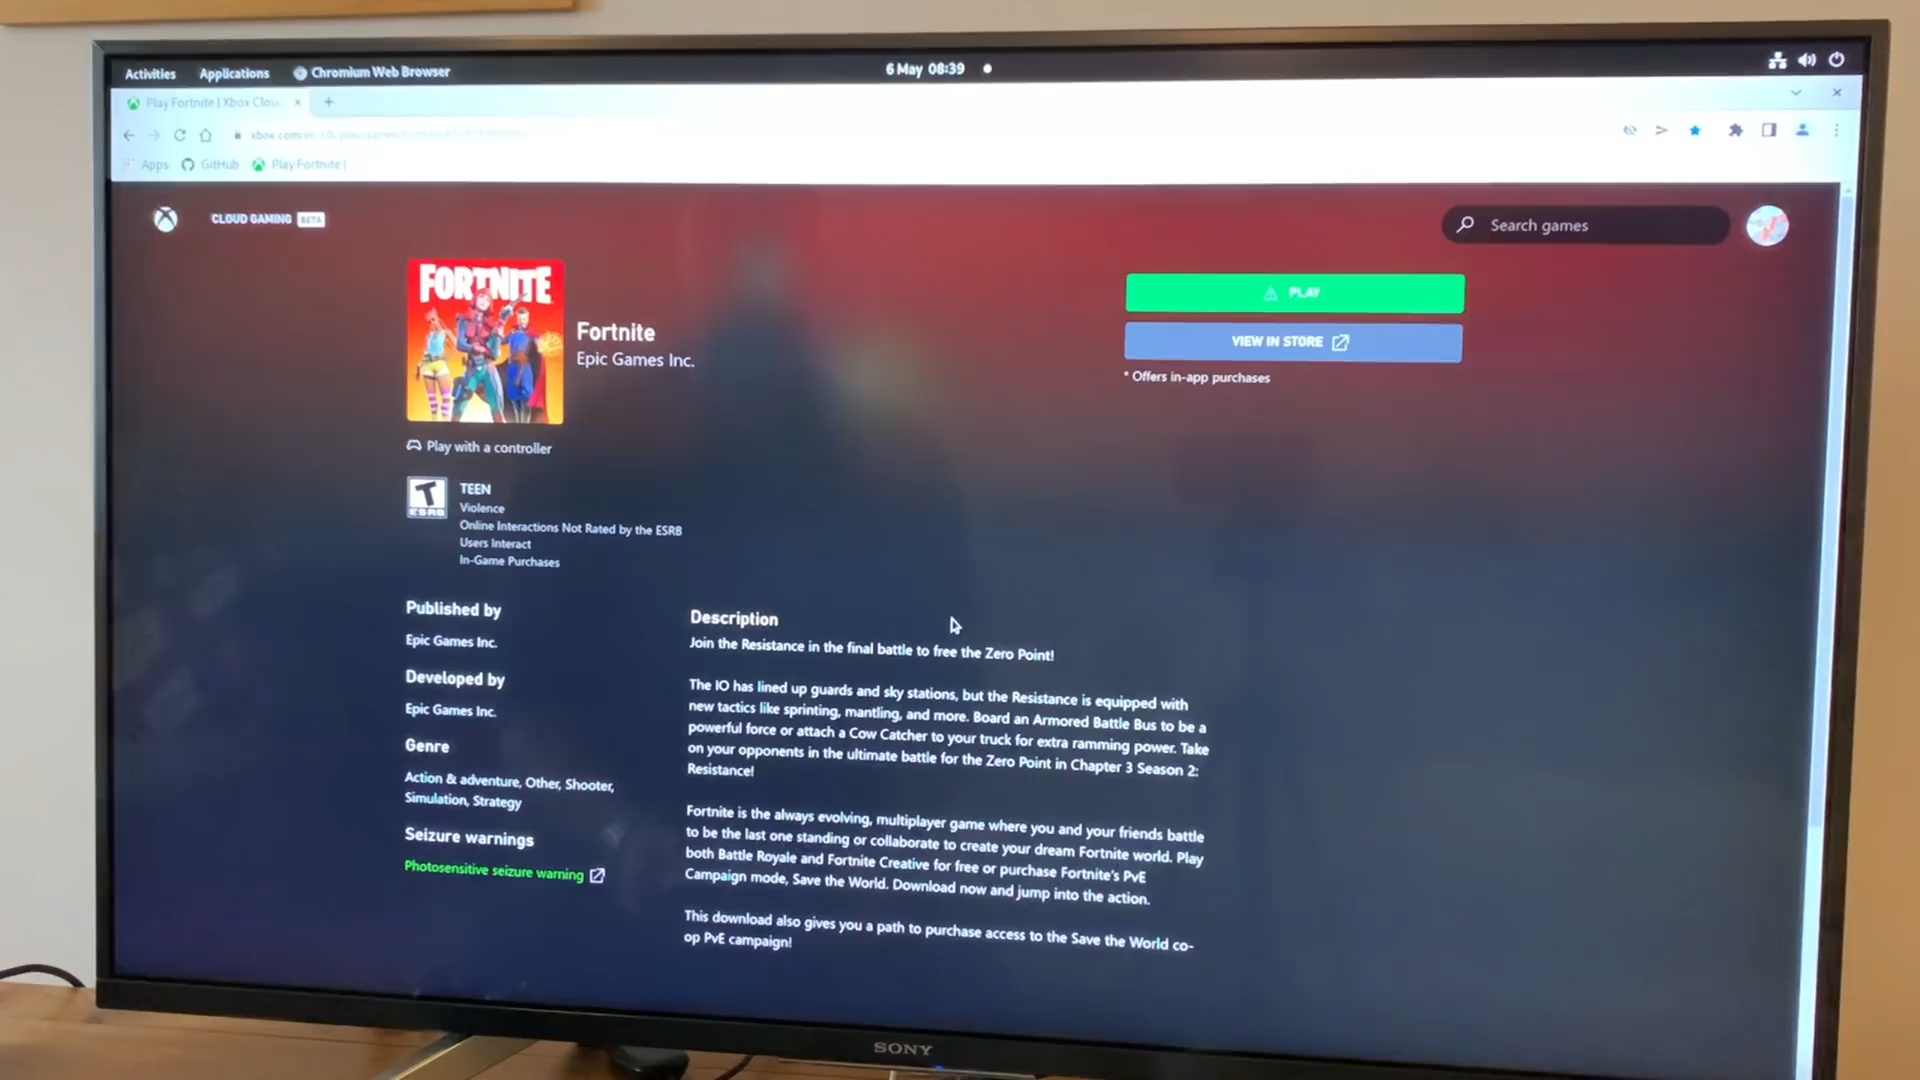 Activities Applications Chromium Web Browser 6 May 08:39
Play Fortnite | Xbox Clou
xbox.com
Apps GitHub Play Fortnite |
CLOUD GAMING BETA
Search games
FORTNITE
Fortnite
Epic Games Inc.
PLAY
VIEW IN STORE
* Offers in-app purchases
Play with a controller
T
ESRB
TEEN
Violence
Online Interactions Not Rated by the ESRB
Users Interact
In-Game Purchases
Published by
Epic Games Inc.
Developed by
Epic Games Inc.
Genre
Action & adventure, Other, Shooter,
Simulation, Strategy
Seizure warnings
Photosensitive seizure warning
Description
Join the Resistance in the final battle to free the Zero Point!
The IO has lined up guards and sky stations, but the Resistance is equipped with
new tactics like sprinting, mantling, and more. Board an Armored Battle Bus to be a
powerful force or attach a Cow Catcher to your truck for extra ramming power. Take
on your opponents in the ultimate battle for the Zero Point in Chapter 3 Season 2:
Resistance!
Fortnite is the always evolving, multiplayer game where you and your friends battle
to be the last one standing or collaborate to create your dream Fortnite world. Play
both Battle Royale and Fortnite Creative for free or purchase Fortnite's PvE
Campaign mode, Save the World. Download now and jump into the action.
This download also gives you a path to purchase access to the Save the World co-
op PvE campaign!
SONY